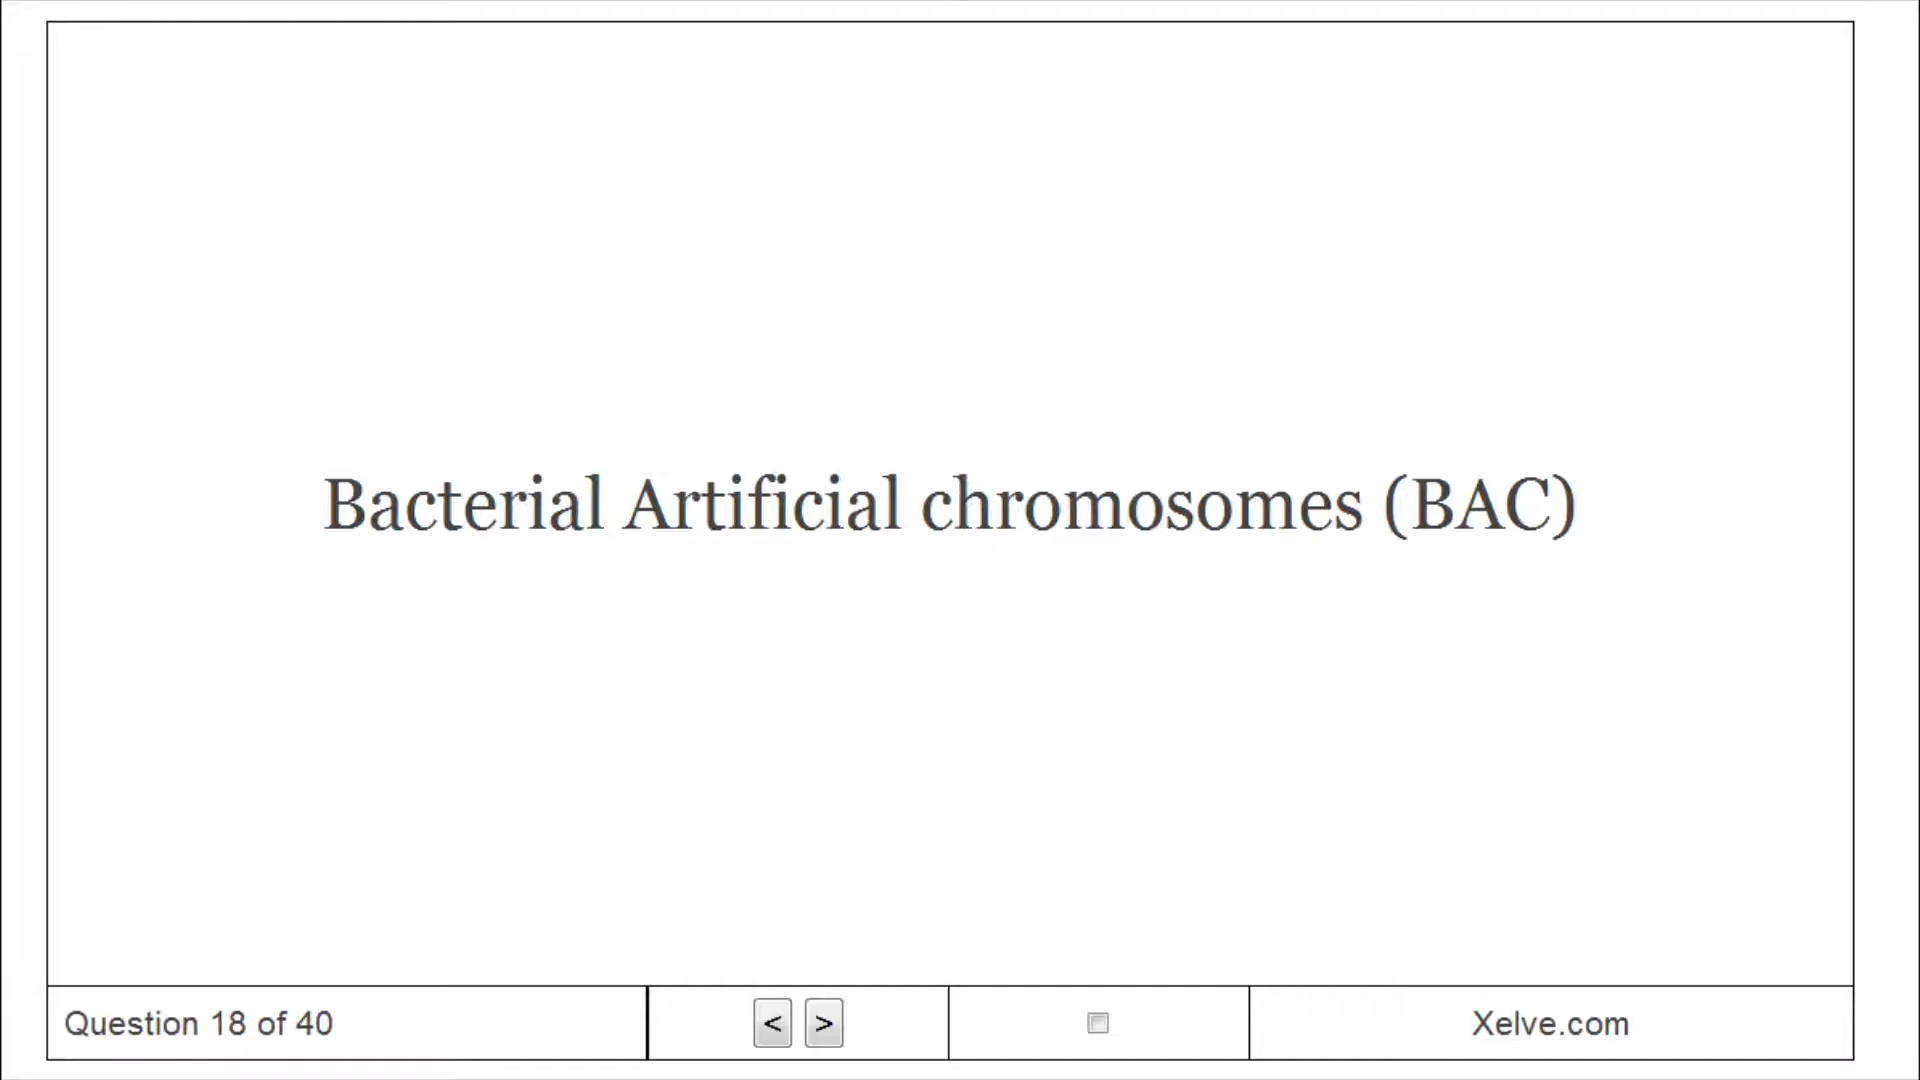 Bacterial Artificial chromosomes (BAC)
Question 18 of 40
<
>
Xelve.com